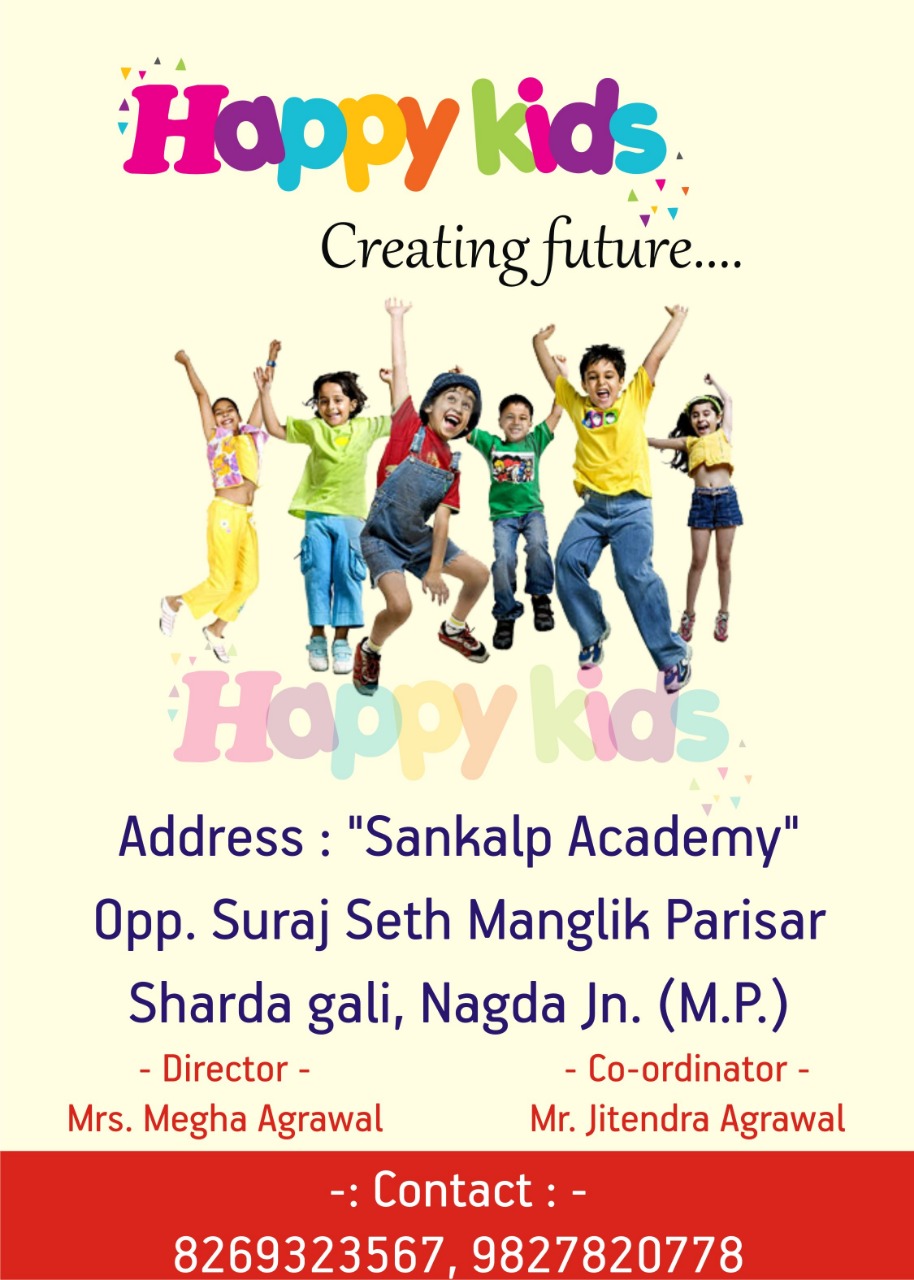 Happy kids
Creating future....
Happy kids
Address : "Sankalp Academy"
Opp. Suraj Seth Manglik Parisar
Sharda gali, Nagda Jn. (M.P.)
- Director -
- Co-ordinator -
Mrs. Megha Agrawal
Mr. Jitendra Agrawal
-: Contact : -
8269323567, 9827820778